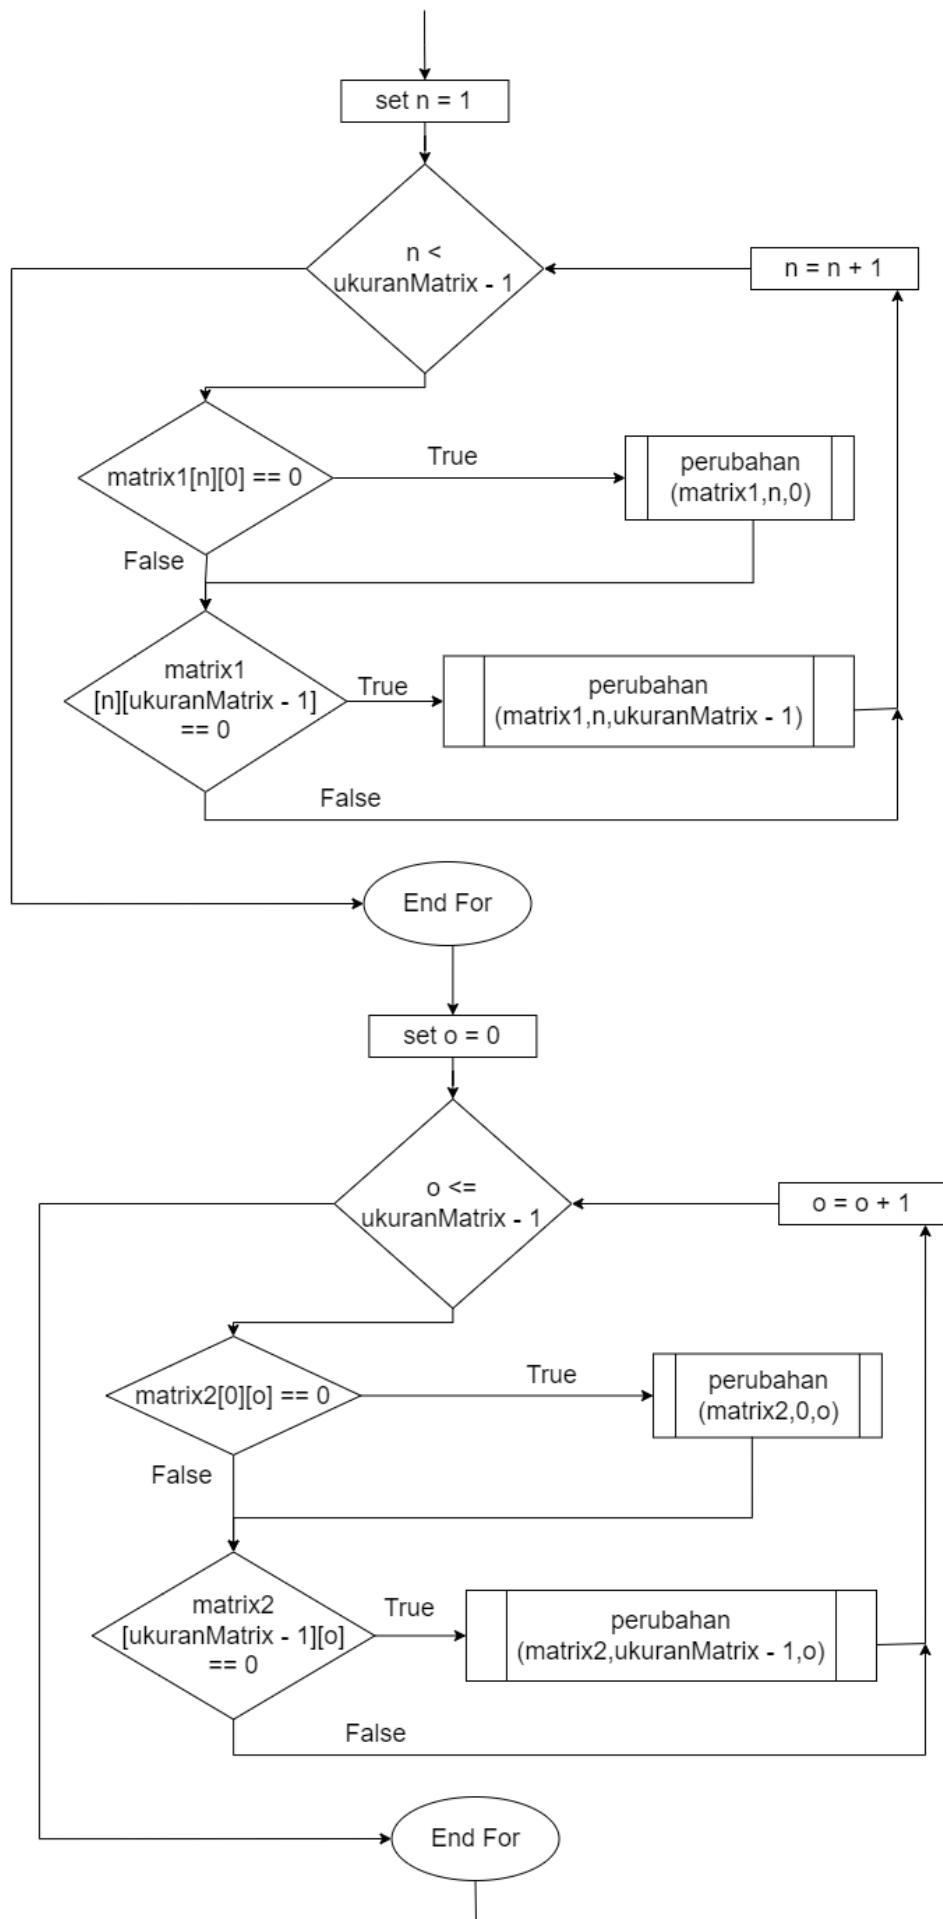 set n = 1
n <
ukuranMatrix - 1
n = n + 1
matrix1[n][0] == 0
True
perubahan
(matrix1,n,0)
False
matrix1
[n][ukuranMatrix - 1]
== 0
True
perubahan
(matrix1,n,ukuranMatrix - 1)
False
End For
set o = 0
o <=
ukuranMatrix - 1
o = o + 1
matrix2[0][o] == 0
True
perubahan
(matrix2,0,o)
False
matrix2
[ukuranMatrix - 1][o]
== 0
True
perubahan
(matrix2,ukuranMatrix - 1,o)
False
End For